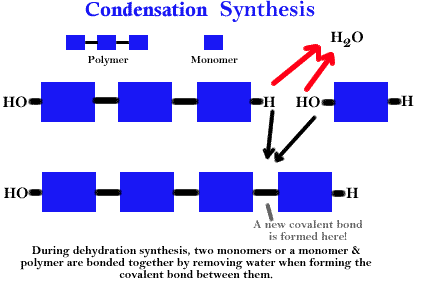 Condensation Synthesis
H2O
Polymer
Monomer
HO H HO H
HO H
A new covalent bond
is formed here!
During dehydration synthesis, two monomers or a monomer &
polymer are bonded together by removing water when forming the
covalent bond between them.